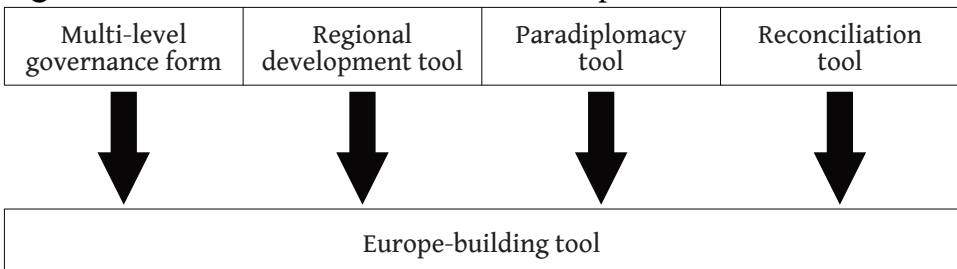 Multi-level
governance form
Regional
development tool
Paradiplomacy
tool
Reconciliation
tool
Europe-building tool